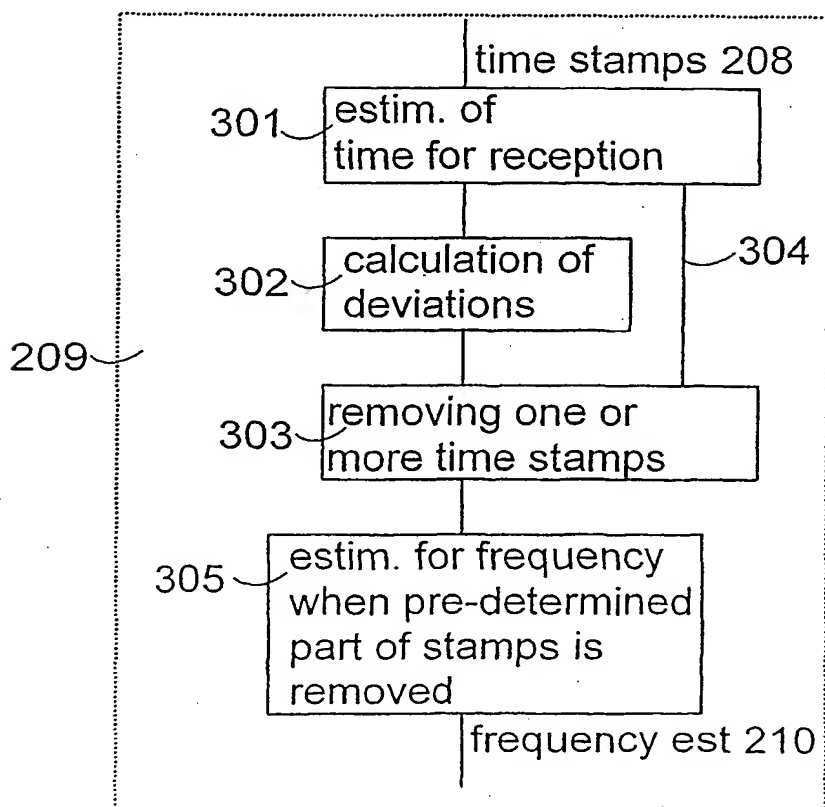 time stamps 208
301
estim. of
time for reception
304
302
calculation of
deviations
209
303
removing one or
more time stamps
305
estim. for frequency
when pre-determined
part of stamps is
removed
frequency est 210